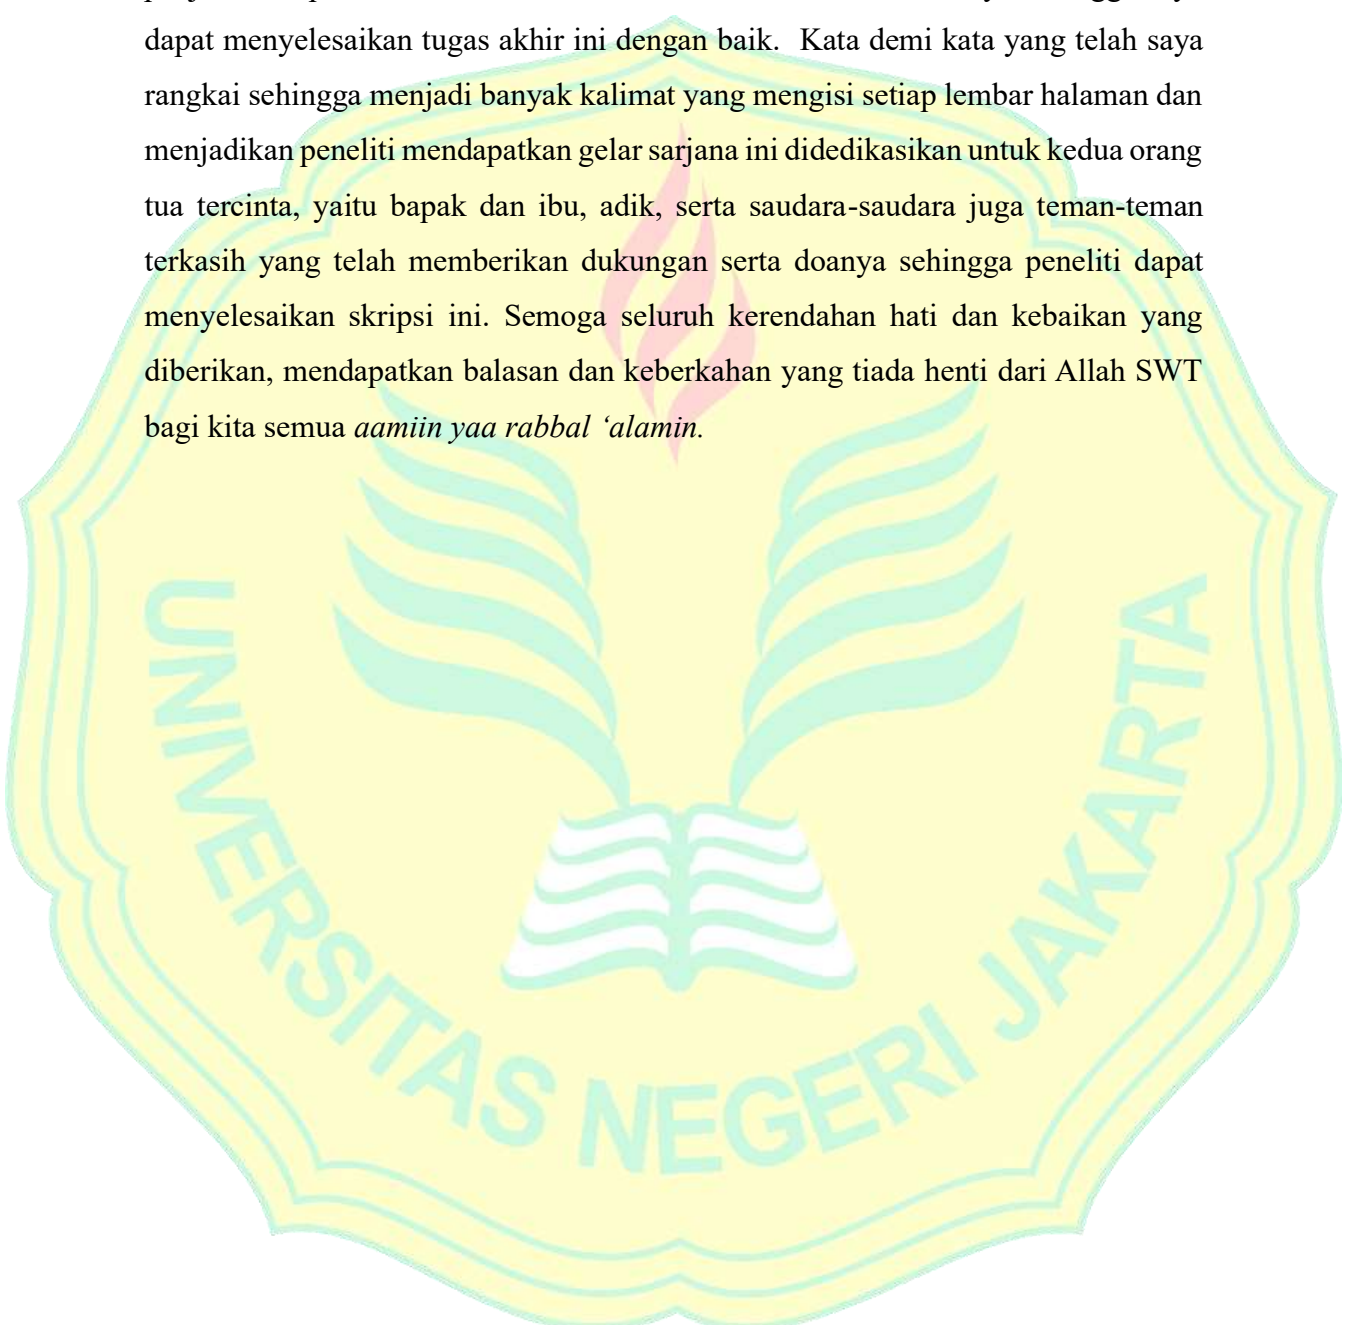 dapat menyelesaikan tugas akhir ini dengan baik.  Kata demi kata yang telah saya
rangkai sehingga menjadi banyak kalimat yang mengisi setiap lembar halaman dan
menjadikan peneliti mendapatkan gelar sarjana ini didedikasikan untuk kedua orang
tua tercinta, yaitu bapak dan ibu, adik, serta saudara-saudara juga teman-teman
terkasih yang telah memberikan dukungan serta doanya sehingga peneliti dapat
menyelesaikan skripsi ini. Semoga seluruh kerendahan hati dan kebaikan yang
diberikan, mendapatkan balasan dan keberkahan yang tiada henti dari Allah SWT
bagi kita semua aamiin yaa rabbal ‘alamin.
UNIVERSITAS NEGERI JAKARTA